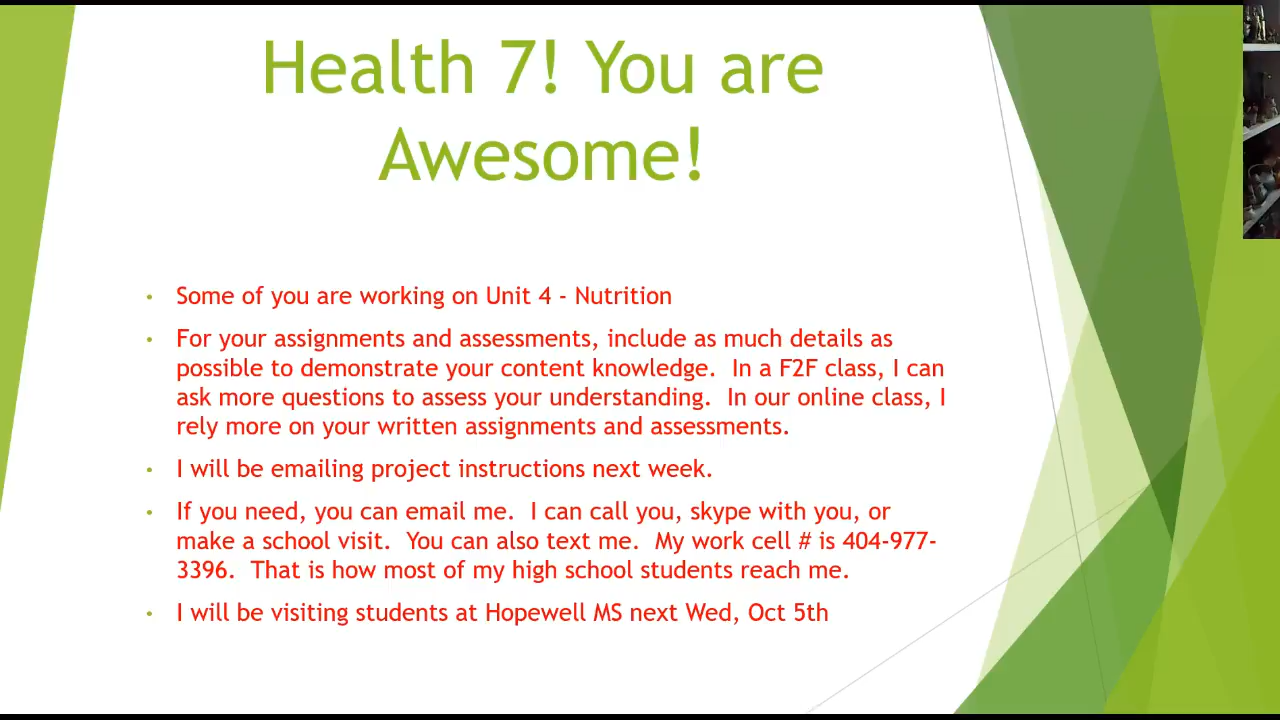 Health 7! You are
Awesome!
• Some of you are working on Unit 4 - Nutrition
• For your assignments and assessments, include as much details as
possible to demonstrate your content knowledge.  In a F2F class, I can
ask more questions to assess your understanding.  In our online class, I
rely more on your written assignments and assessments.
• I will be emailing project instructions next week.
• If you need, you can email me.  I can call you, skype with you, or
make a school visit.  You can also text me.  My work cell # is 404-977-
3396.  That is how most of my high school students reach me.
• I will be visiting students at Hopewell MS next Wed, Oct 5th